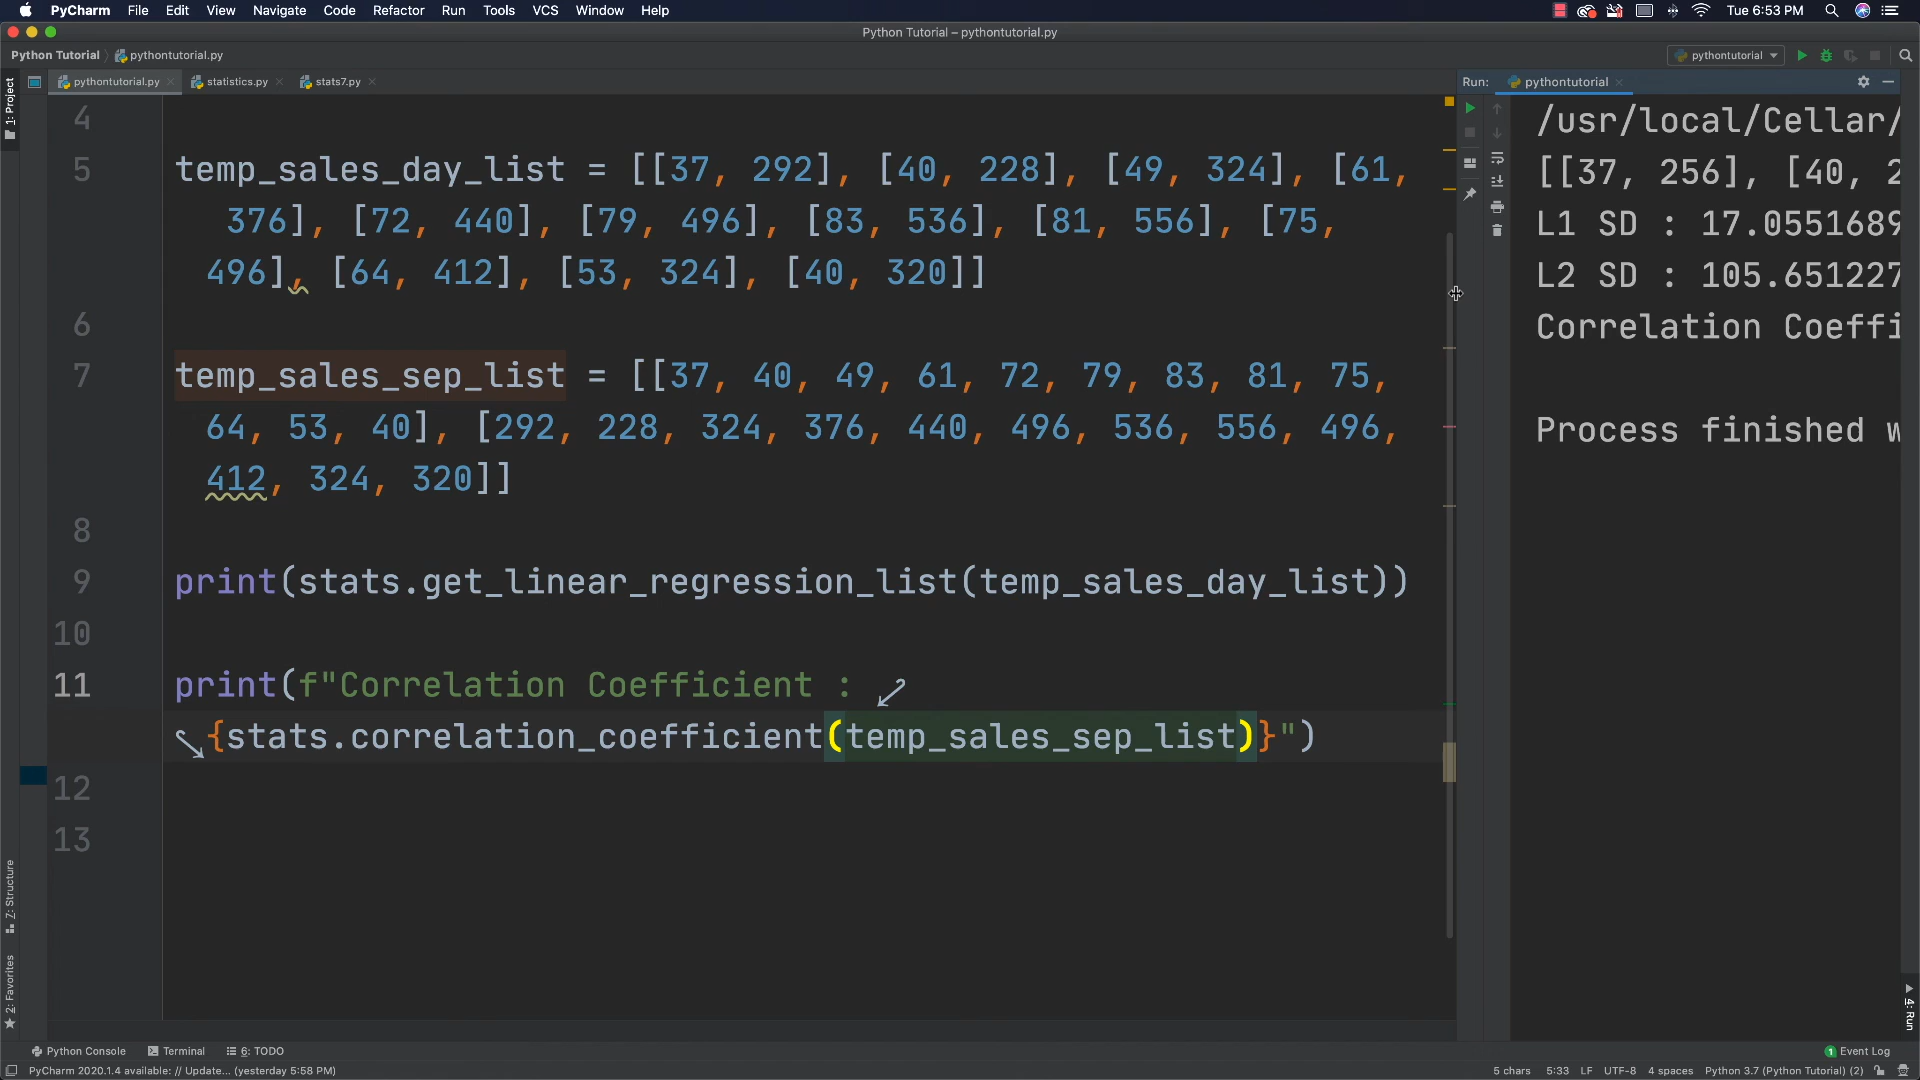 PyCharm File Edit View Navigate Code Refactor Run Tools VCS Window Help Tue 6:53 PM
Python Tutorial – pythontutorial.py
Python Tutorial pythontutorial.py pythontutorial
1: Project pythontutorial.py statistics.py stats7.py Run: pythontutorial
4
5 temp_sales_day_list = [[37, 292], [40, 228], [49, 324], [61,
376], [72, 440], [79, 496], [83, 536], [81, 556], [75,
496], [64, 412], [53, 324], [40, 320]]
6
7 temp_sales_sep_list = [[37, 40, 49, 61, 72, 79, 83, 81, 75,
64, 53, 40], [292, 228, 324, 376, 440, 496, 536, 556, 496,
412, 324, 320]]
8
9 print(stats.get_linear_regression_list(temp_sales_day_list))
10
11 print(f"Correlation Coefficient :
{stats.correlation_coefficient(temp_sales_sep_list)}")
12
13
/usr/local/Cellar/
[[37, 256], [40, 2
L1 SD : 17.0551689
L2 SD : 105.651227
Correlation Coeffi
Process finished w
Z: Structure
2: Favorites
4: Run
Python Console Terminal 6: TODO 1 Event Log
PyCharm 2020.1.4 available: // Update... (yesterday 5:58 PM) 5 chars 5:33 LF UTF-8 4 spaces Python 3.7 (Python Tutorial) (2)